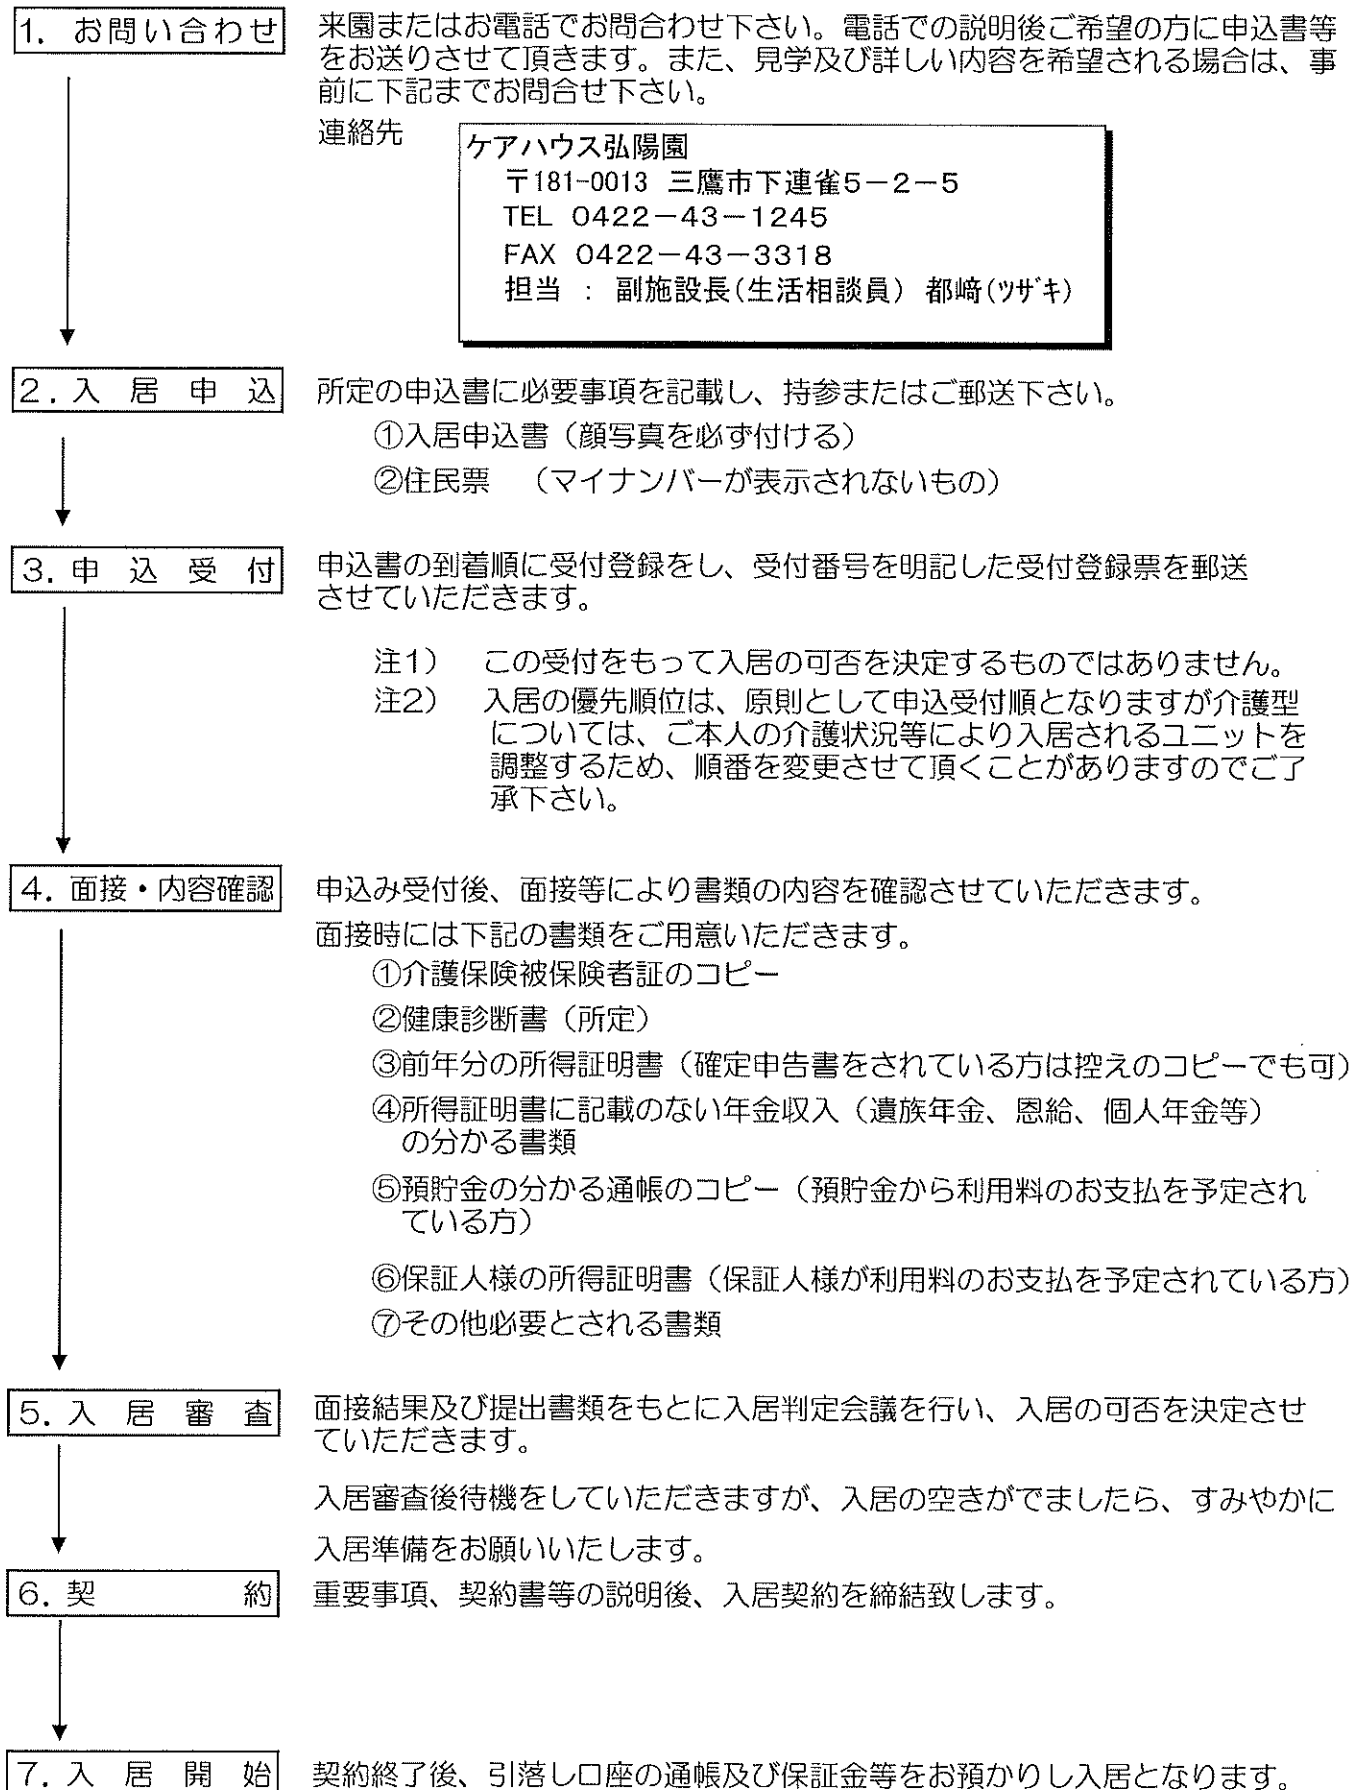 1. お問い合わせ
来園またはお電話でお問合わせ下さい。電話での説明後ご希望の方に申込書等
をお送りさせて頂きます。また、見学及び詳しい内容を希望される場合は、事
前に下記までお問合せ下さい。
連絡先
ケアハウス弘陽園
〒181-0013 三鷹市下連雀5−2−5
TEL 0422−43−1245
FAX 0422−43−3318
担当 : 副施設長(生活相談員) 都﨑(ツザキ)
2. 入居申込
所定の申込書に必要事項を記載し、持参またはご郵送下さい。
①入居申込書（顔写真を必ず付ける）
②住民票　（マイナンバーが表示されないもの）
3. 申込受付
申込書の到着順に受付登録をし、受付番号を明記した受付登録票を郵送
させていただきます。
注1）　この受付をもって入居の可否を決定するものではありません。
注2）　入居の優先順位は、原則として申込受付順となりますが介護型
については、ご本人の介護状況等により入居されるユニットを
調整するため、順番を変更させて頂くことがありますのでご了
承下さい。
4. 面接・内容確認
申込み受付後、面接等により書類の内容を確認させていただきます。
面接時には下記の書類をご用意いただきます。
①介護保険被保険者証のコピー
②健康診断書（所定）
③前年分の所得証明書（確定申告書をされている方は控えのコピーでも可）
④所得証明書に記載のない年金収入（遺族年金、恩給、個人年金等）
の分かる書類
⑤預貯金の分かる通帳のコピー（預貯金から利用料のお支払を予定され
ている方）
⑥保証人様の所得証明書（保証人様が利用料のお支払を予定されている方）
⑦その他必要とされる書類
5. 入居審査
面接結果及び提出書類をもとに入居判定会議を行い、入居の可否を決定させ
ていただきます。
入居審査後待機をしていただきますが、入居の空きがでましたら、すみやかに
入居準備をお願いいたします。
6. 契約
重要事項、契約書等の説明後、入居契約を締結致します。
7. 入居開始
契約終了後、引落し口座の通帳及び保証金等をお預かりし入居となります。